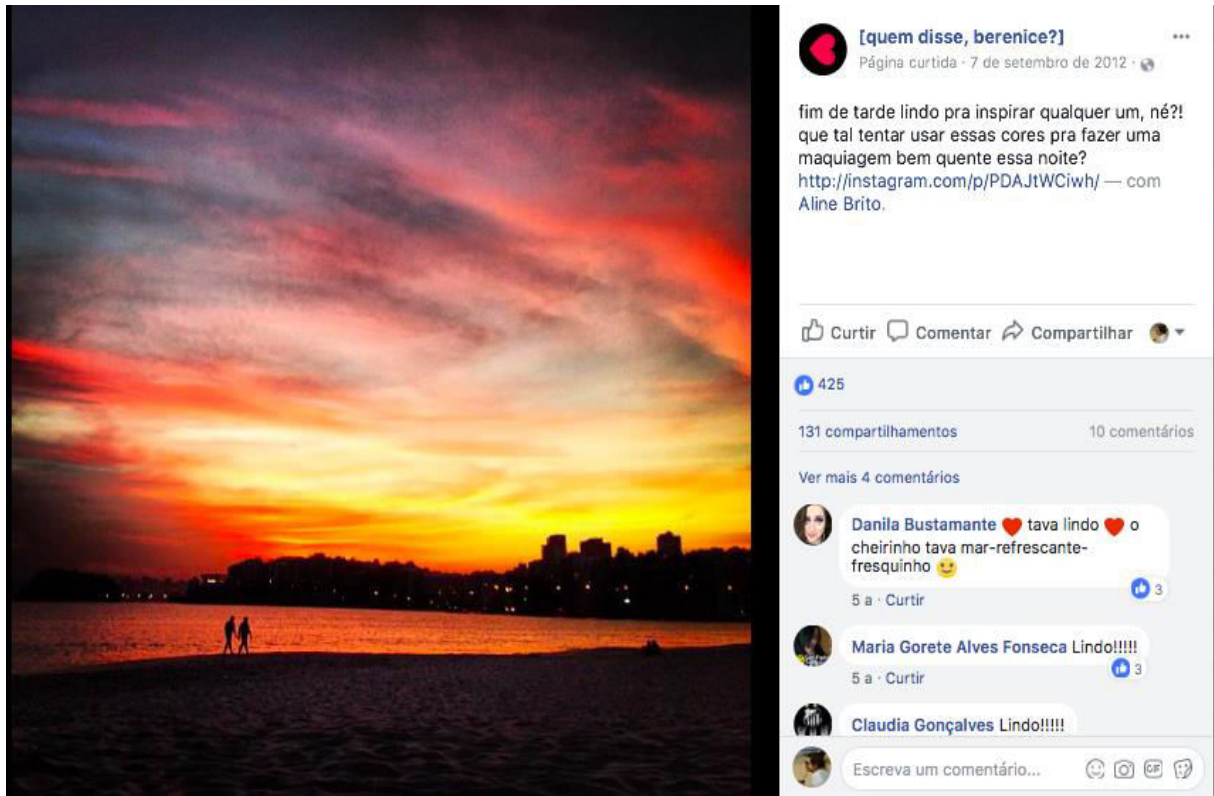 [quem disse, berenice?]
Página curtida · 7 de setembro de 2012 ·
fim de tarde lindo pra inspirar qualquer um, né?!
que tal tentar usar essas cores pra fazer uma
maquiagem bem quente essa noite?
http://instagram.com/p/PDAJtWCiwh/ — com
Aline Brito.
Curtir Comentar Compartilhar
425
131 compartilhamentos 10 comentários
Ver mais 4 comentários
Danila Bustamante ❤ tava lindo ❤ o
cheirinho tava mar-refrescante-
fresquinho 🙂
3
5 a · Curtir
Maria Gorete Alves Fonseca Lindo!!!!!
3
5 a · Curtir
Claudia Gonçalves Lindo!!!!!
Escreva um comentário... GIF